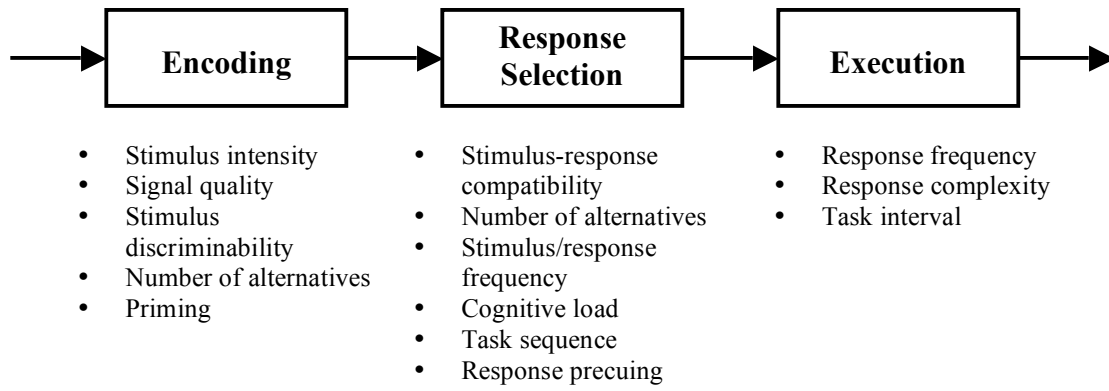 Encoding
Response
Selection
Execution
• Stimulus intensity
• Signal quality
• Stimulus
discriminability
• Number of alternatives
• Priming
• Stimulus-response
compatibility
• Number of alternatives
• Stimulus/response
frequency
• Cognitive load
• Task sequence
• Response precuing
• Response frequency
• Response complexity
• Task interval